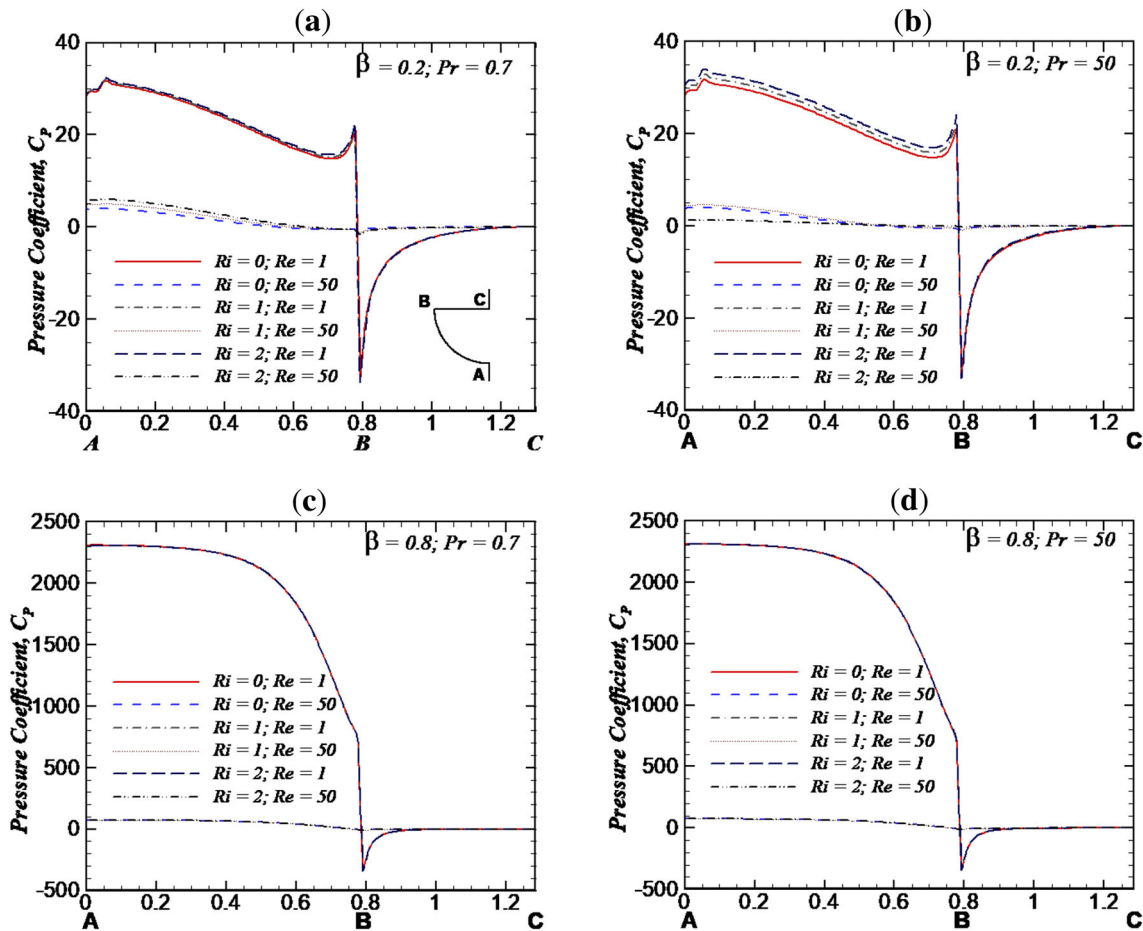 (a)
β = 0.2; Pr = 0.7
Pressure Coefficient, C_P
40
20
0
-20
-40
Ri = 0; Re = 1
Ri = 0; Re = 50
Ri = 1; Re = 1
Ri = 1; Re = 50
Ri = 2; Re = 1
Ri = 2; Re = 50
B
C
A
0 0.2 0.4 0.6 0.8 1 1.2
A B C
(b)
β = 0.2; Pr = 50
Pressure Coefficient, C_P
40
20
0
-20
-40
Ri = 0; Re = 1
Ri = 0; Re = 50
Ri = 1; Re = 1
Ri = 1; Re = 50
Ri = 2; Re = 1
Ri = 2; Re = 50
0 0.2 0.4 0.6 0.8 1 1.2
A B C
(c)
β = 0.8; Pr = 0.7
Pressure Coefficient, C_P
2500
2000
1500
1000
500
0
-500
Ri = 0; Re = 1
Ri = 0; Re = 50
Ri = 1; Re = 1
Ri = 1; Re = 50
Ri = 2; Re = 1
Ri = 2; Re = 50
0 0.2 0.4 0.6 0.8 1 1.2
A B C
(d)
β = 0.8; Pr = 50
Pressure Coefficient, C_P
2500
2000
1500
1000
500
0
-500
Ri = 0; Re = 1
Ri = 0; Re = 50
Ri = 1; Re = 1
Ri = 1; Re = 50
Ri = 2; Re = 1
Ri = 2; Re = 50
0 0.2 0.4 0.6 0.8 1 1.2
A B C